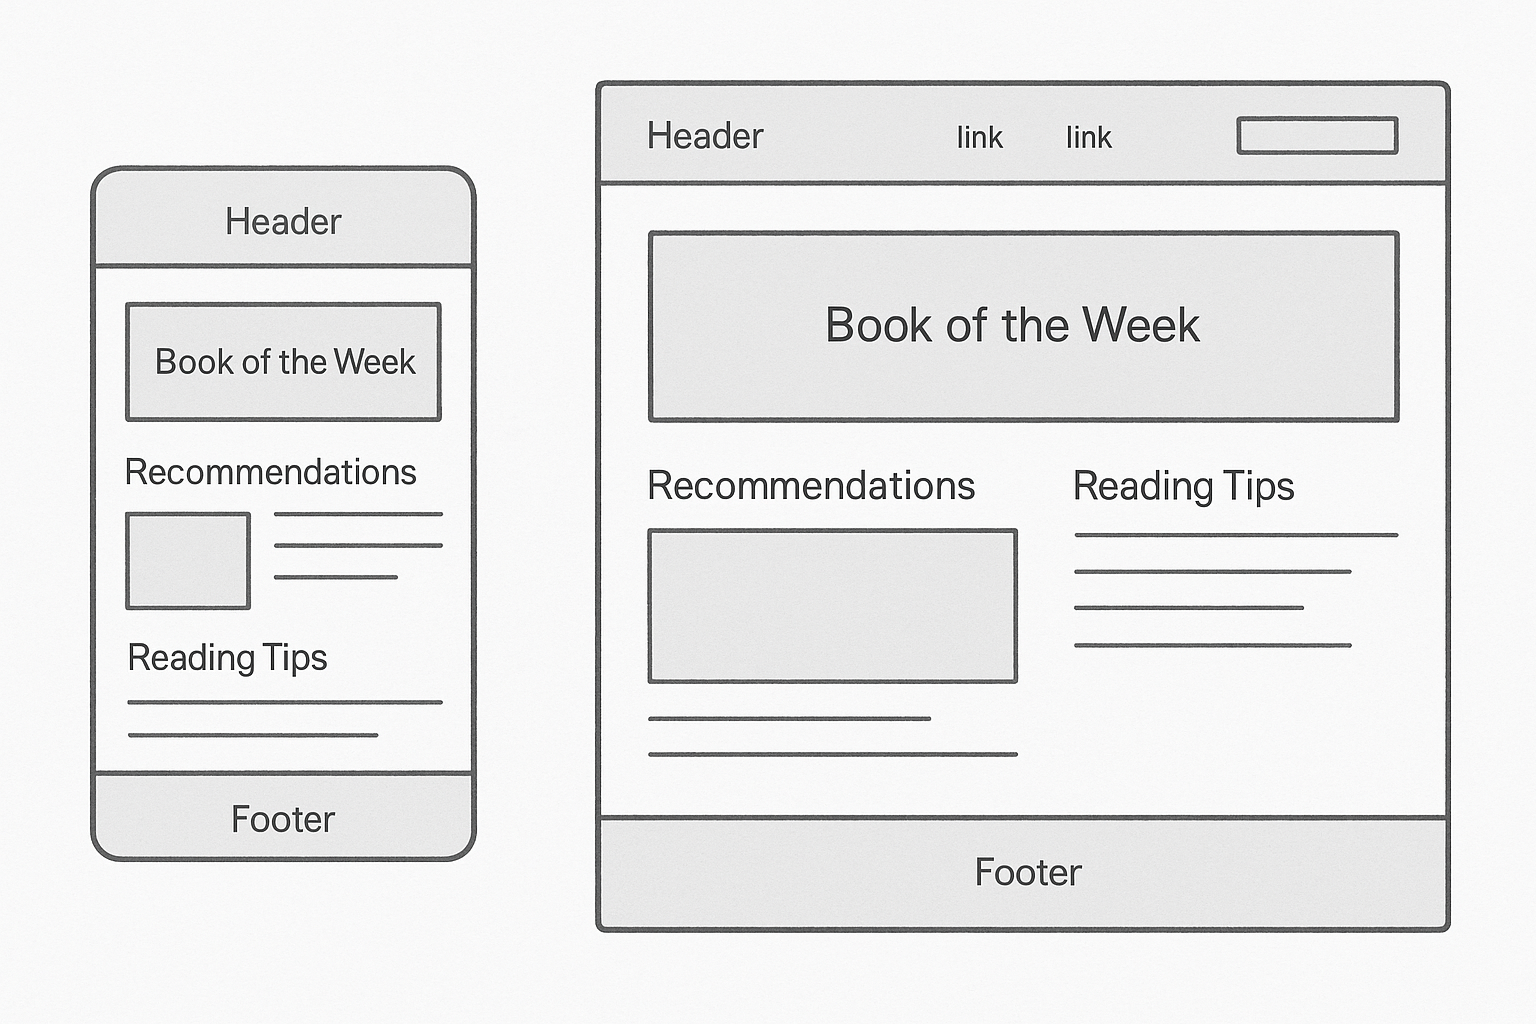 Header
Book of the Week
Recommendations
Reading Tips
Footer
Header link link
Book of the Week
Recommendations
Reading Tips
Footer